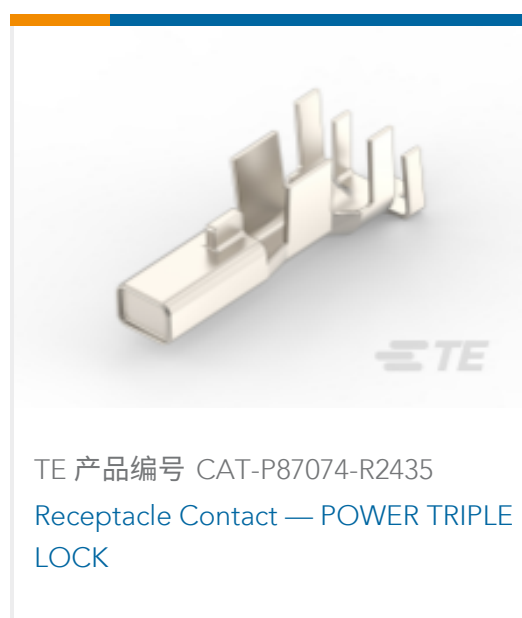 TE
TE 产品编号 CAT-P87074-R2435
Receptacle Contact — POWER TRIPLE
LOCK